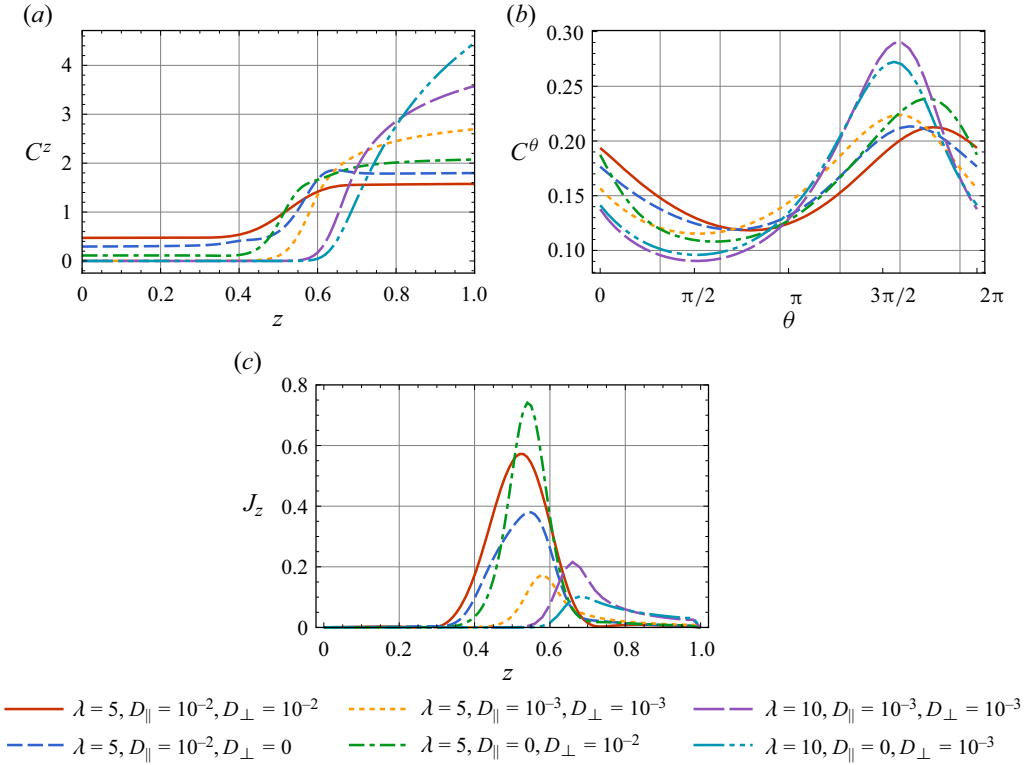 (a)
4
3
C^z 2
1
0
0 0.2 0.4 0.6 0.8 1.0
z
(b)
0.30
0.25
C^θ 0.20
0.15
0.10
0 π/2 π 3π/2 2π
θ
(c)
0.8
0.6
J_z 0.4
0.2
0
0 0.2 0.4 0.6 0.8 1.0
z
λ = 5, D_∥ = 10^–2, D_⊥ = 10^–2
λ = 5, D_∥ = 10^–3, D_⊥ = 10^–3
λ = 10, D_∥ = 10^–3, D_⊥ = 10^–3
λ = 5, D_∥ = 10^–2, D_⊥ = 0
λ = 5, D_∥ = 0, D_⊥ = 10^–2
λ = 10, D_∥ = 0, D_⊥ = 10^–3